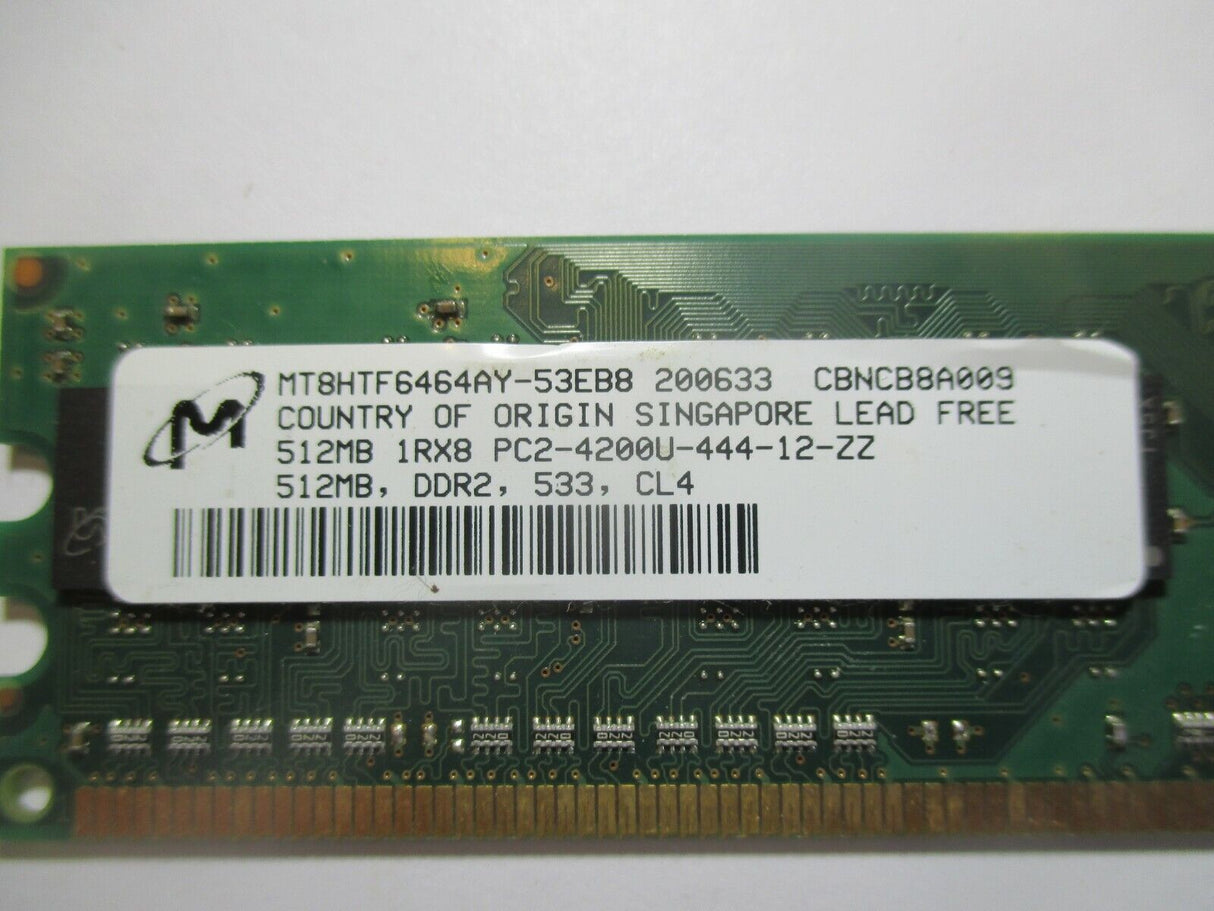 MT8HTF6464AY-53EB8 200633 CBNCB8A009
COUNTRY OF ORIGIN SINGAPORE LEAD FREE
512MB 1RX8 PC2-4200U-444-12-ZZ
512MB, DDR2, 533, CL4